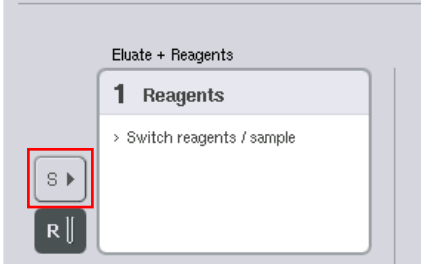 Eluate + Reagents
1 Reagents
> Switch reagents / sample
S
R